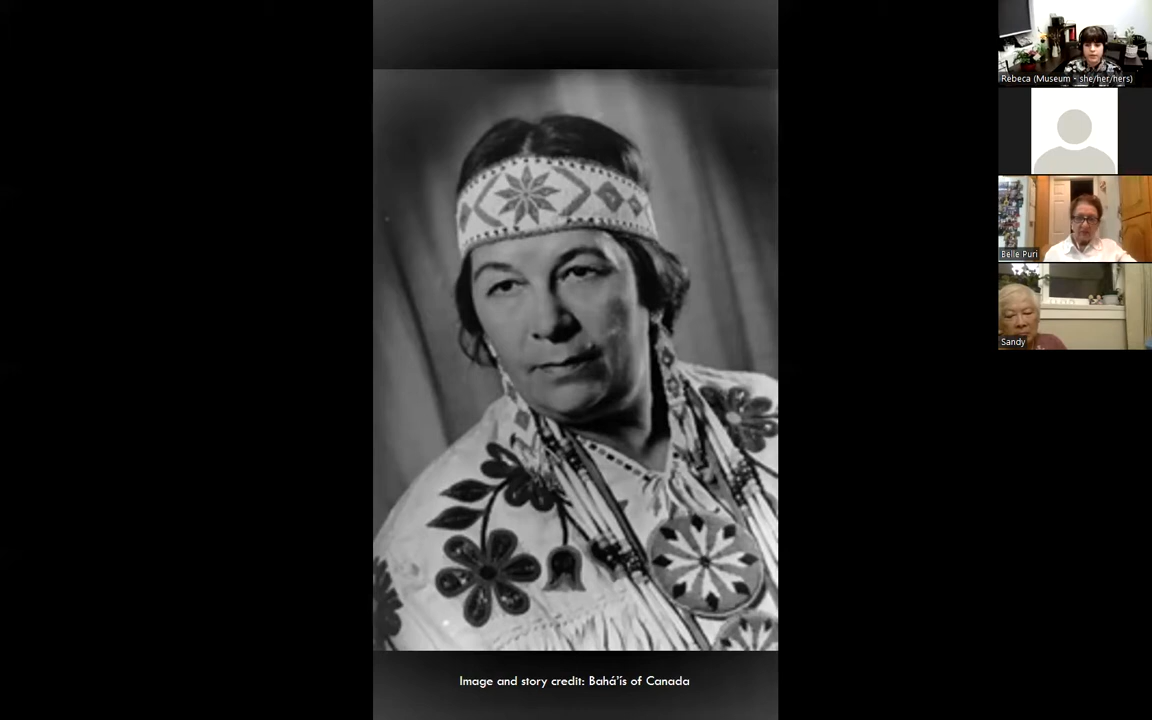 Rebeca (Museum - she/her/hers)
Belle Puri
Sandy
Image and story credit: Bahá'ís of Canada